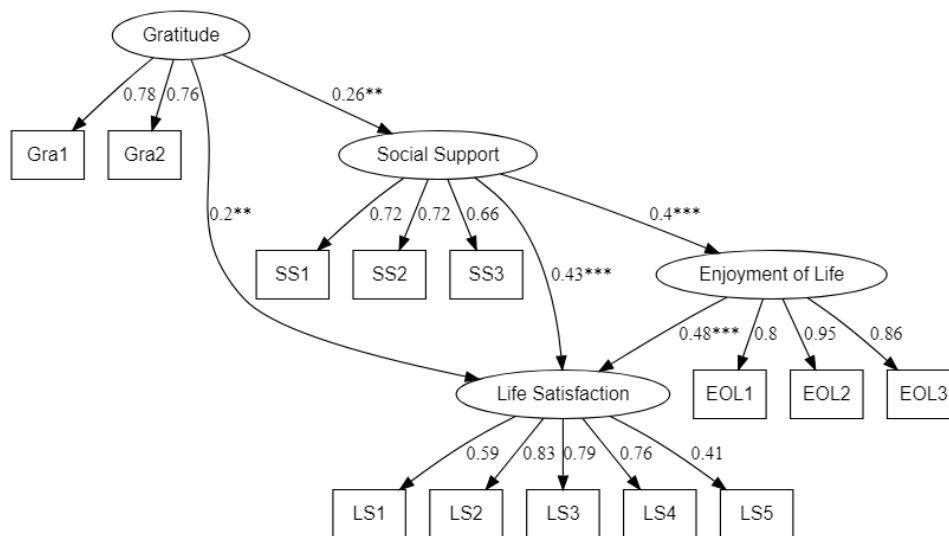 Gratitude
0.78
0.76
0.26**
Gra1
Gra2
Social Support
0.2**
0.72
0.72
0.66
0.4***
SS1
SS2
SS3
0.43***
Enjoyment of Life
0.48***
0.8
0.95
0.86
Life Satisfaction
EOL1
EOL2
EOL3
0.59
0.83
0.79
0.76
0.41
LS1
LS2
LS3
LS4
LS5